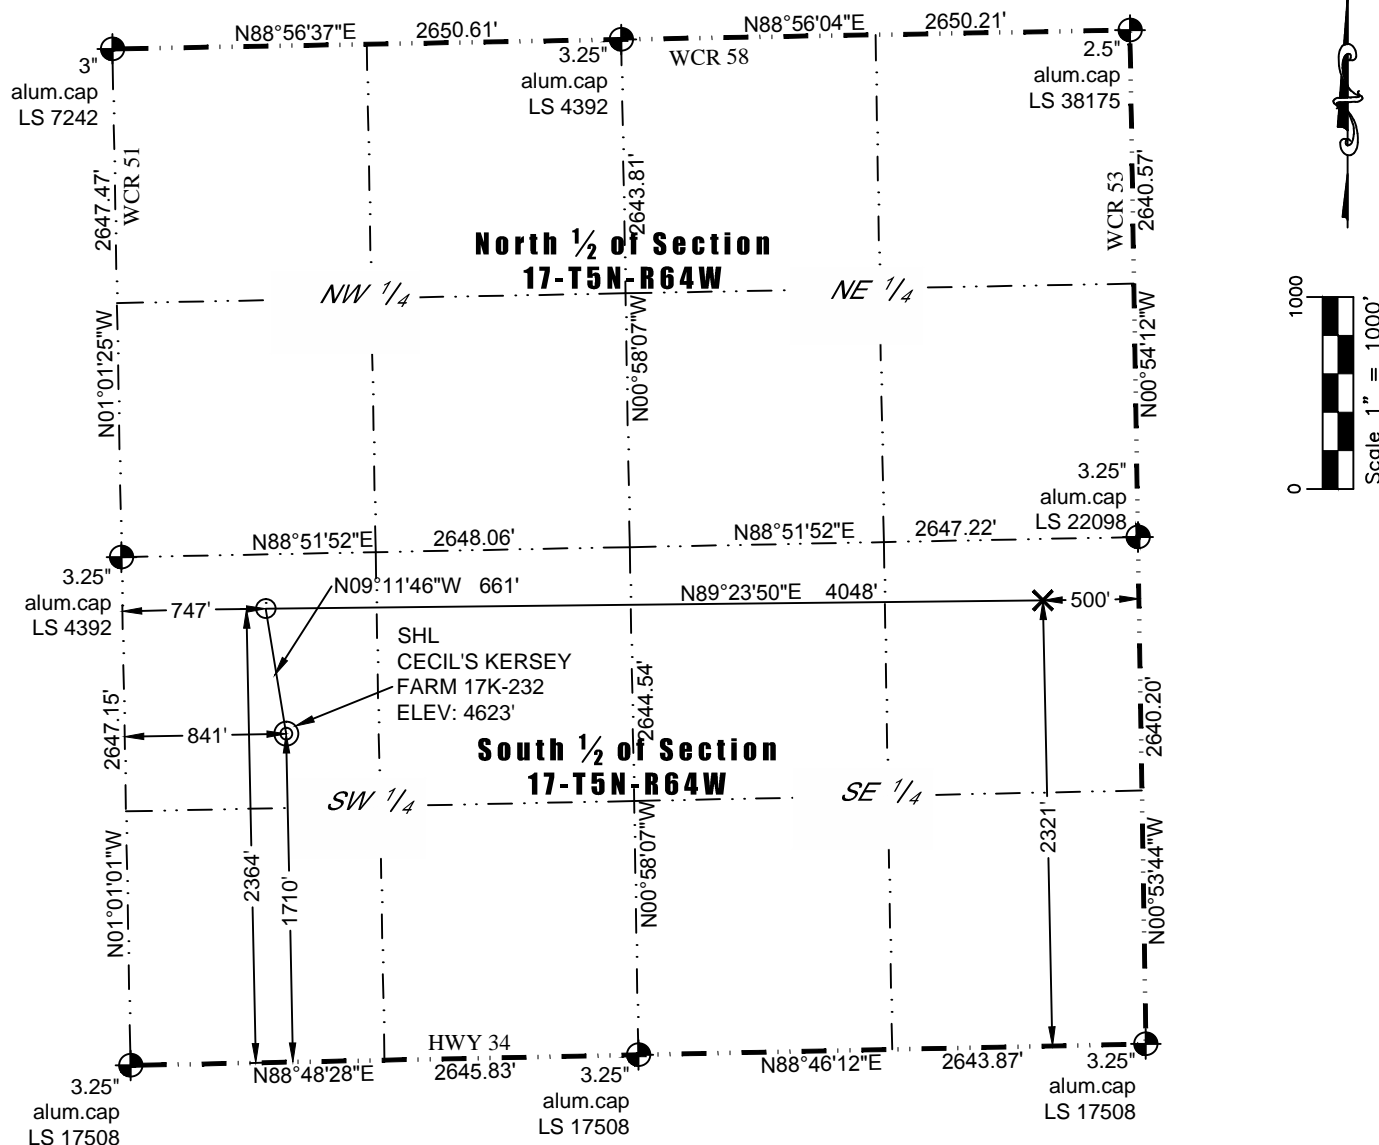 N88°56'37"E 2650.61'
N88°56'04"E 2650.21'
WCR 58
3"
alum.cap
LS 7242
3.25"
alum.cap
LS 4392
2.5"
alum.cap
LS 38175
2647.47'
WCR 51
2643.81'
WCR 53
2640.57'
North ½ of Section
17-T5N-R64W
NW 1/4
NE 1/4
N01°01'25"W
N00°58'07"W
N00°54'12"W
1000
0
Scale 1" = 1000'
3.25"
alum.cap
LS 22098
N88°51'52"E 2648.06'
N88°51'52"E 2647.22'
3.25"
alum.cap
LS 4392
747'
N09°11'46"W 661'
N89°23'50"E 4048'
500'
SHL
CECIL'S KERSEY
FARM 17K-232
ELEV: 4623'
2647.15'
841'
2644.54'
2640.20'
South ½ of Section
17-T5N-R64W
SW 1/4
SE 1/4
2364'
1710'
2321'
N01°01'01"W
N00°58'07"W
N00°53'44"W
HWY 34
N88°48'28"E 2645.83'
N88°46'12"E 2643.87'
3.25"
alum.cap
LS 17508
3.25"
alum.cap
LS 17508
3.25"
alum.cap
LS 17508